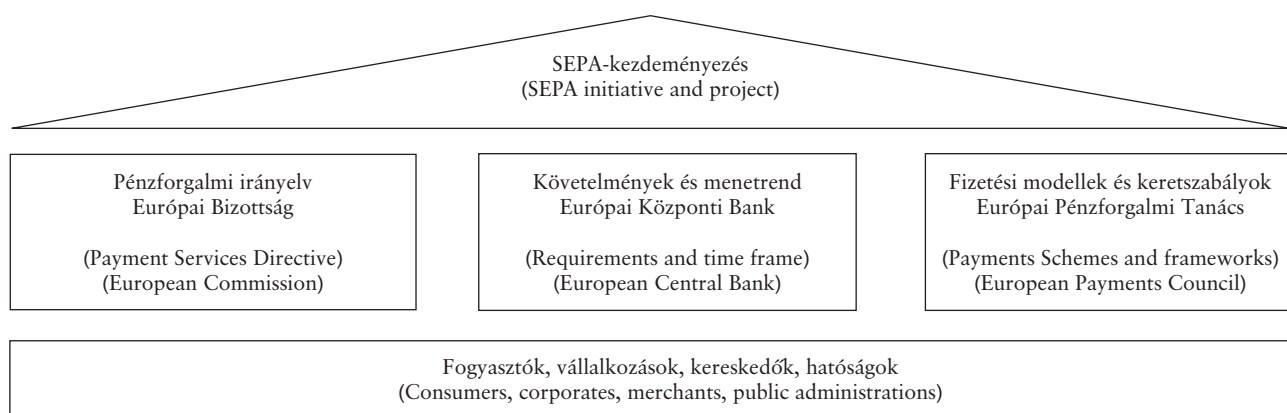 SEPA-kezdeményezés
(SEPA initiative and project)
Pénzforgalmi irányelv
Európai Bizottság
(Payment Services Directive)
(European Commission)
Követelmények és menetrend
Európai Központi Bank
(Requirements and time frame)
(European Central Bank)
Fizetési modellek és keretszabályok
Európai Pénzforgalmi Tanács
(Payments Schemes and frameworks)
(European Payments Council)
Fogyasztók, vállalkozások, kereskedők, hatóságok
(Consumers, corporates, merchants, public administrations)